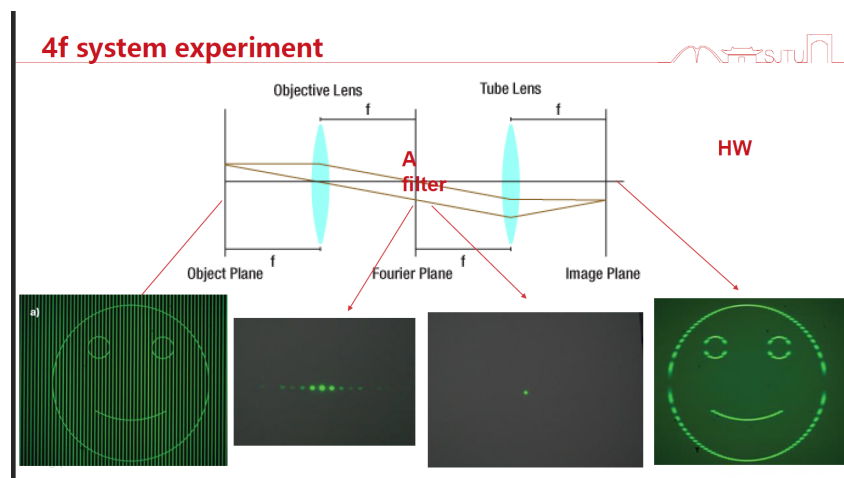 4f system experiment
SJTU
Objective Lens
Tube Lens
f
f
HW
A
filter
f
f
Object Plane
Fourier Plane
Image Plane
a)